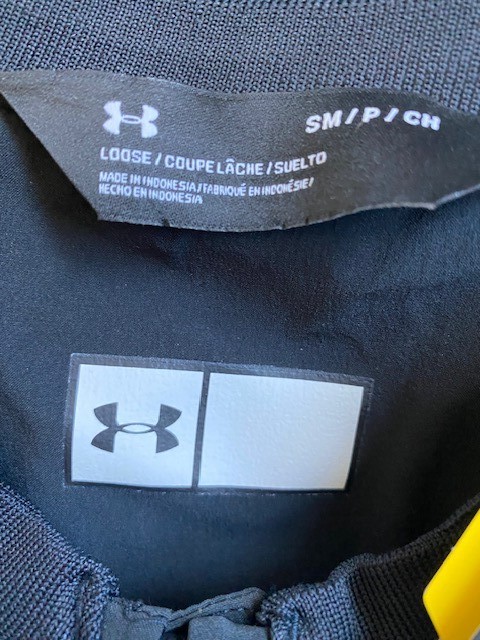 SM/P/CH
LOOSE/COUPE LÂCHE/SUELTO
MADE IN INDONESIA/FABRIQUÉ EN INDONÉSIE/
HECHO EN INDONESIA